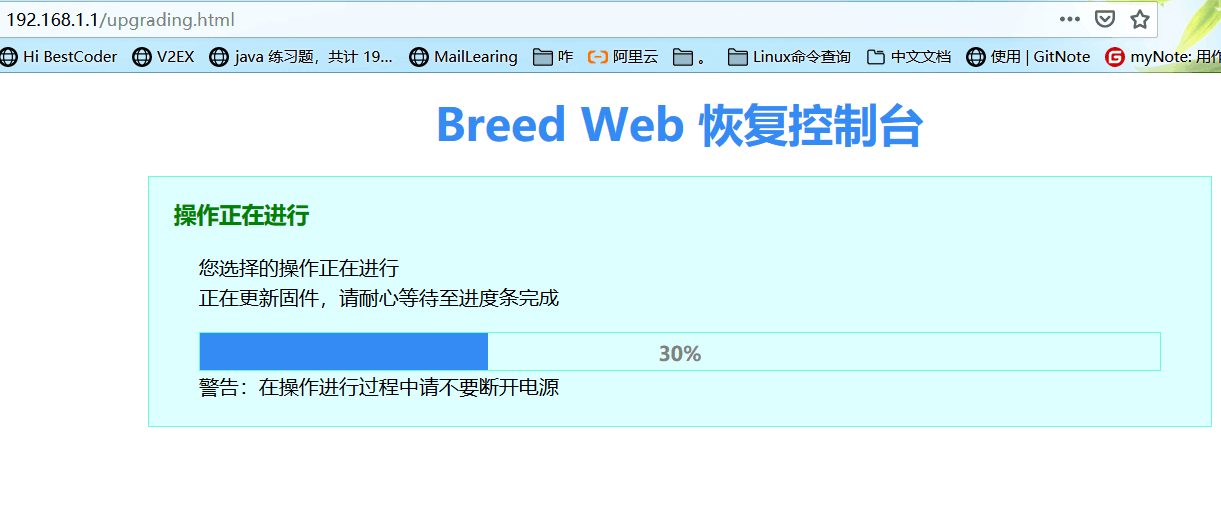 192.168.1.1/upgrading.html
Hi BestCoder V2EX java 练习题，共计 19... MailLearing 咋 阿里云 。 Linux命令查询 中文文档 使用 | GitNote myNote: 用作
Breed Web 恢复控制台
操作正在进行
您选择的操作正在进行
正在更新固件，请耐心等待至进度条完成
30%
警告：在操作进行过程中请不要断开电源